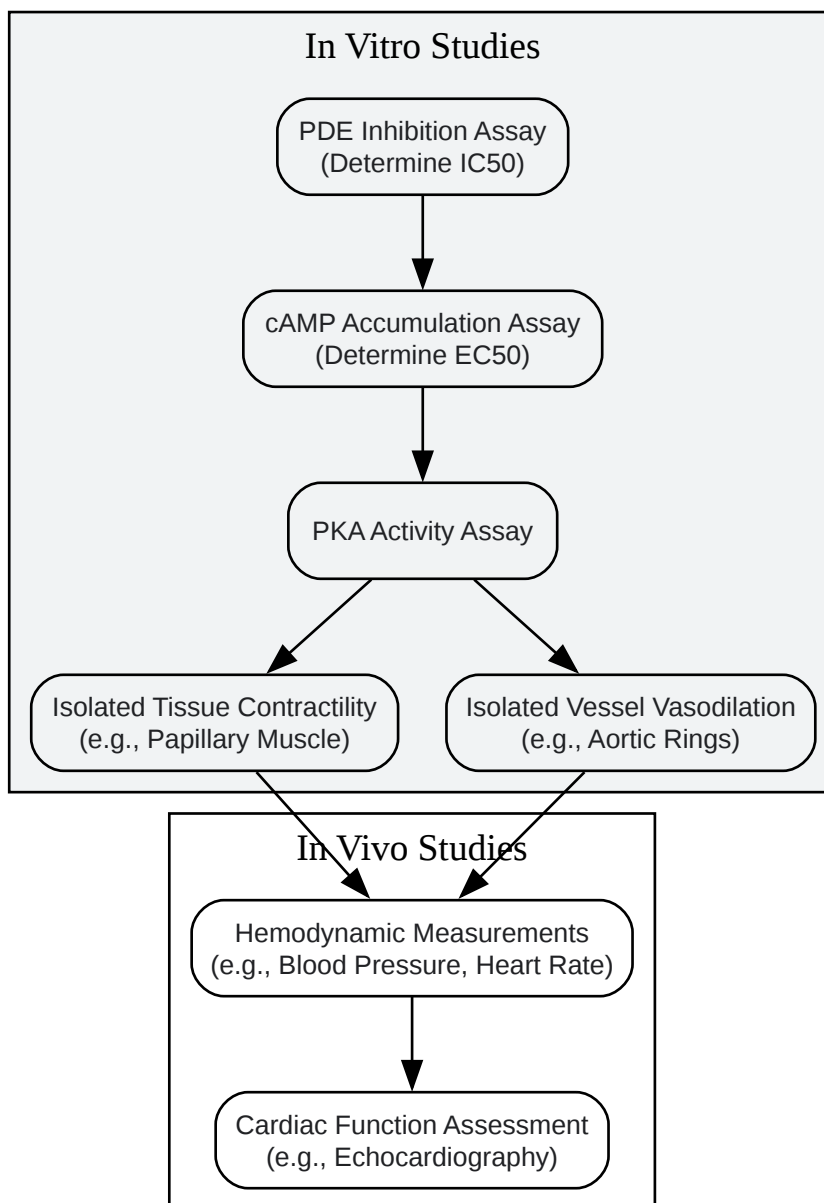 In Vitro Studies
PDE Inhibition Assay
(Determine IC50)
cAMP Accumulation Assay
(Determine EC50)
PKA Activity Assay
Isolated Tissue Contractility
(e.g., Papillary Muscle)
Isolated Vessel Vasodilation
(e.g., Aortic Rings)
In Vivo Studies
Hemodynamic Measurements
(e.g., Blood Pressure, Heart Rate)
Cardiac Function Assessment
(e.g., Echocardiography)